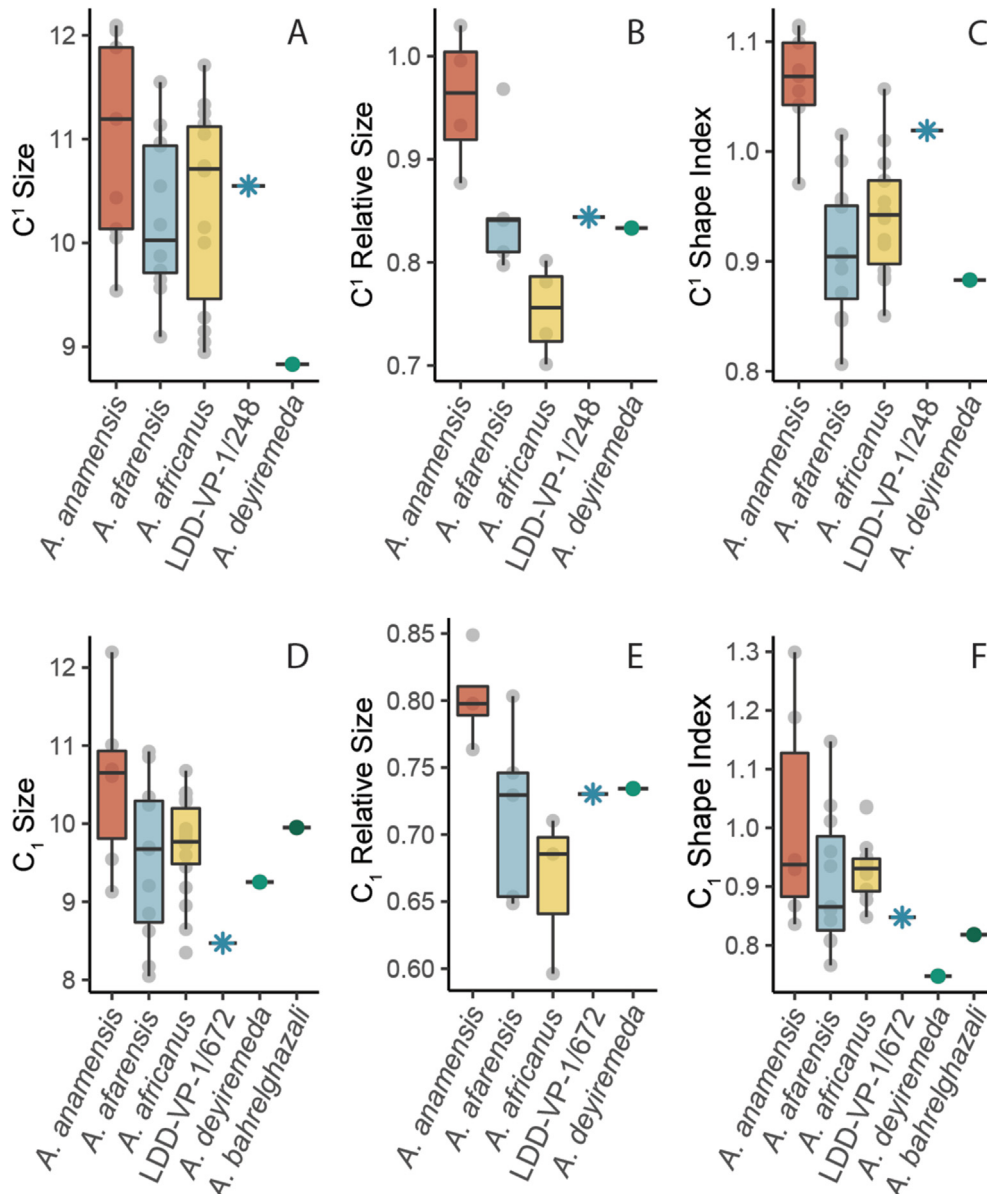 A
C¹ Size
12
11
10
9
A. anamensis
A. afarensis
A. africanus
LDD-VP-1/248
A. deyiremeda
B
C¹ Relative Size
1.0
0.9
0.8
0.7
A. anamensis
A. afarensis
A. africanus
LDD-VP-1/248
A. deyiremeda
C
C¹ Shape Index
1.1
1.0
0.9
0.8
A. anamensis
A. afarensis
A. africanus
LDD-VP-1/248
A. deyiremeda
D
C₁ Size
12
11
10
9
8
A. anamensis
A. afarensis
A. africanus
LDD-VP-1/672
A. deyiremeda
A. bahrelghazali
E
C₁ Relative Size
0.85
0.80
0.75
0.70
0.65
0.60
A. anamensis
A. afarensis
A. africanus
LDD-VP-1/672
A. deyiremeda
F
C₁ Shape Index
1.3
1.2
1.1
1.0
0.9
0.8
A. anamensis
A. afarensis
A. africanus
LDD-VP-1/672
A. deyiremeda
A. bahrelghazali